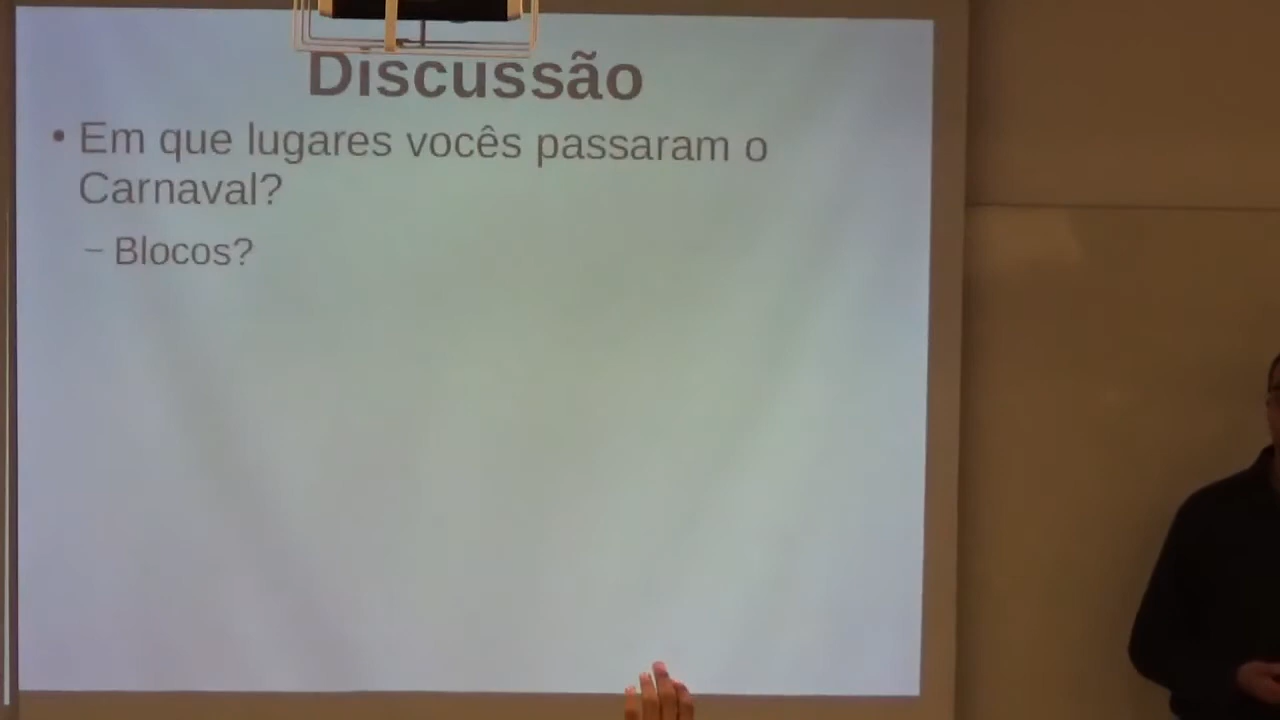 Discussão
• Em que lugares vocês passaram o
Carnaval?
– Blocos?